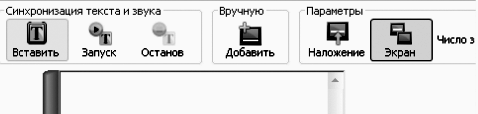 Синхронизация текста и звука Вручную Параметры
Вставить Запуск Останов Добавить Наложение Экран Число з